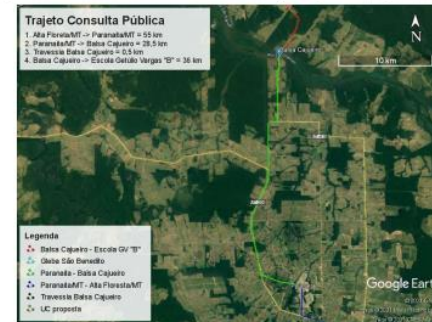 Trajeto Consulta Pública
1. Alta Floreta/MT -> Paranaíta/MT = 55 km
2. Paranaíta/MT -> Balsa Cajueiro = 28,5 km
3. Travessia Balsa Cajueiro = 0,5 km
4. Balsa Cajueiro -> Escola Getúlio Vargas "B" = 36 km
N
Balsa Cajueiro
10 km
Legenda
Balsa Cajueiro - Escola GV "B"
Gleba São Benedito
Paranaíta - Balsa Cajueiro
Paranaíta/MT - Alta Floresta/MT
Travessia Balsa Cajueiro
UC proposta
Google Eart